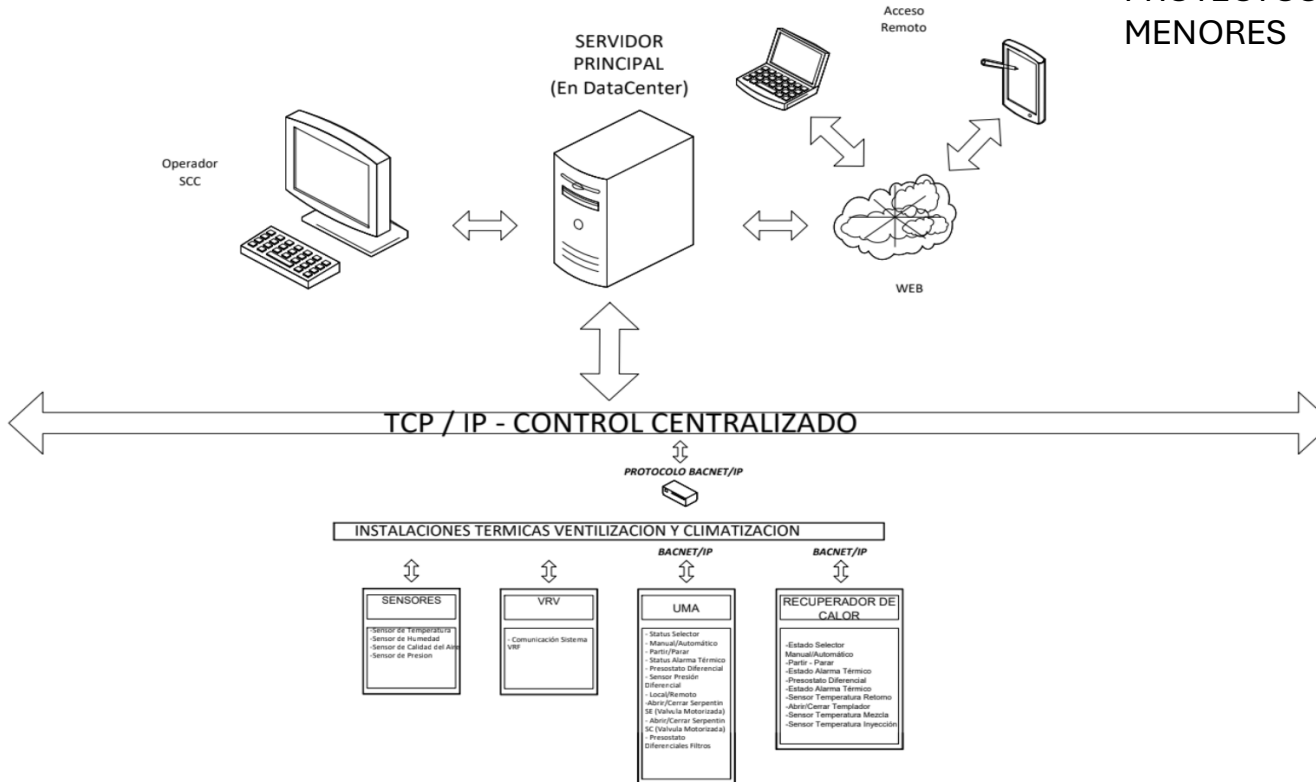 MENORES
Acceso
Remoto
SERVIDOR
PRINCIPAL
(En DataCenter)
Operador
SCC
WEB
TCP / IP - CONTROL CENTRALIZADO
PROTOCOLO BACNET/IP
INSTALACIONES TERMICAS VENTILIZACION Y CLIMATIZACION
BACNET/IP
BACNET/IP
SENSORES
-Sensor de Temperatura
-Sensor de Humedad
-Sensor de Calidad del Aire
-Sensor de Presion
VRV
- Comunicación Sistema
VRF
UMA
- Status Selector
- Manual/Automático
- Partir/Parar
- Status Alarma Térmico
- Presostato Diferencial
- Sensor Presión
Diferencial
- Local/Remoto
-Abrir/Cerrar Serpentin
SE (Valvula Motorizada)
- Abrir/Cerrar Serpentin
SC (Valvula Motorizada)
- Presostato
Diferenciales Filtros
RECUPERADOR DE
CALOR
-Estado Selector
Manual/Automático
-Partir - Parar
-Estado Alarma Térmico
-Presostato Diferencial
-Estado Alarma Térmico
-Sensor Temperatura Retorno
-Abrir/Cerrar Templador
-Sensor Temperatura Mezcla
-Sensor Temperatura Inyección